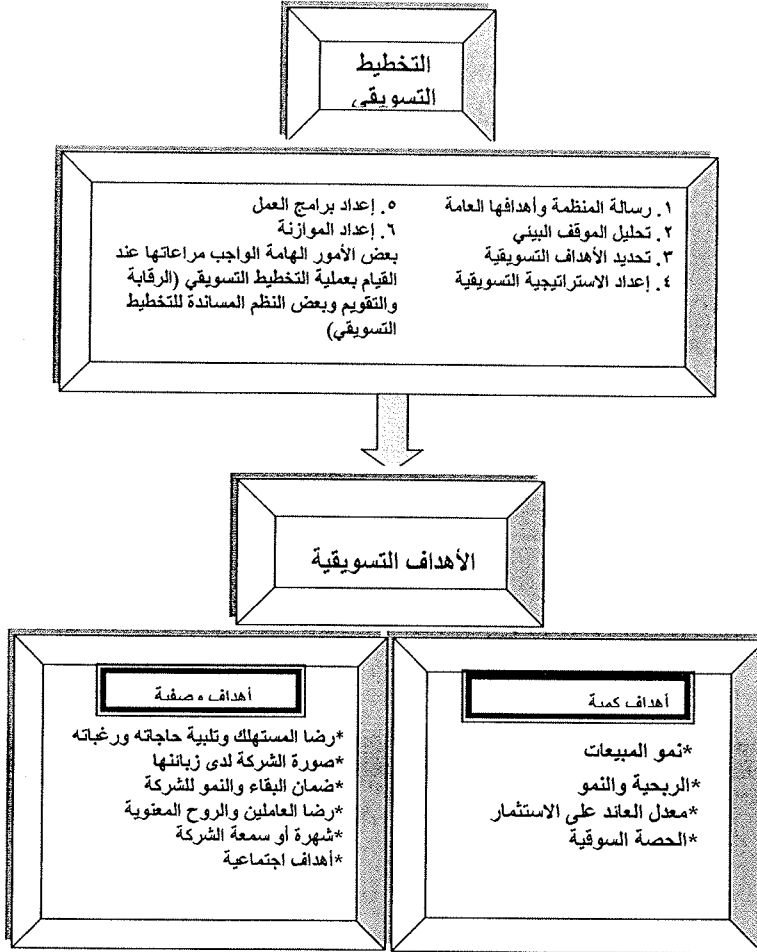 التخطيط
التسويقي
١. رسالة المنظمة وأهدافها العامة
٢. تحليل الموقف البيئي
٣. تحديد الأهداف التسويقية
٤. إعداد الاستراتيجية التسويقية
٥. إعداد برامج العمل
٦. إعداد الموازنة
بعض الأمور الهامة الواجب مراعاتها عند
القيام بعملية التخطيط التسويقي (الرقابة
والتقويم وبعض النظم المساندة للتخطيط
التسويقي)
الأهداف التسويقية
أهداف كمية
*نمو المبيعات
*الربحية والنمو
*معدل العائد على الاستثمار
*الحصة السوقية
أهداف وصفية
*رضا المستهلك وتلبية حاجاته ورغباته
*صورة الشركة لدى زبائنها
*ضمان البقاء والنمو للشركة
*رضا العاملين والروح المعنوية
*شهرة أو سمعة الشركة
*أهداف اجتماعية